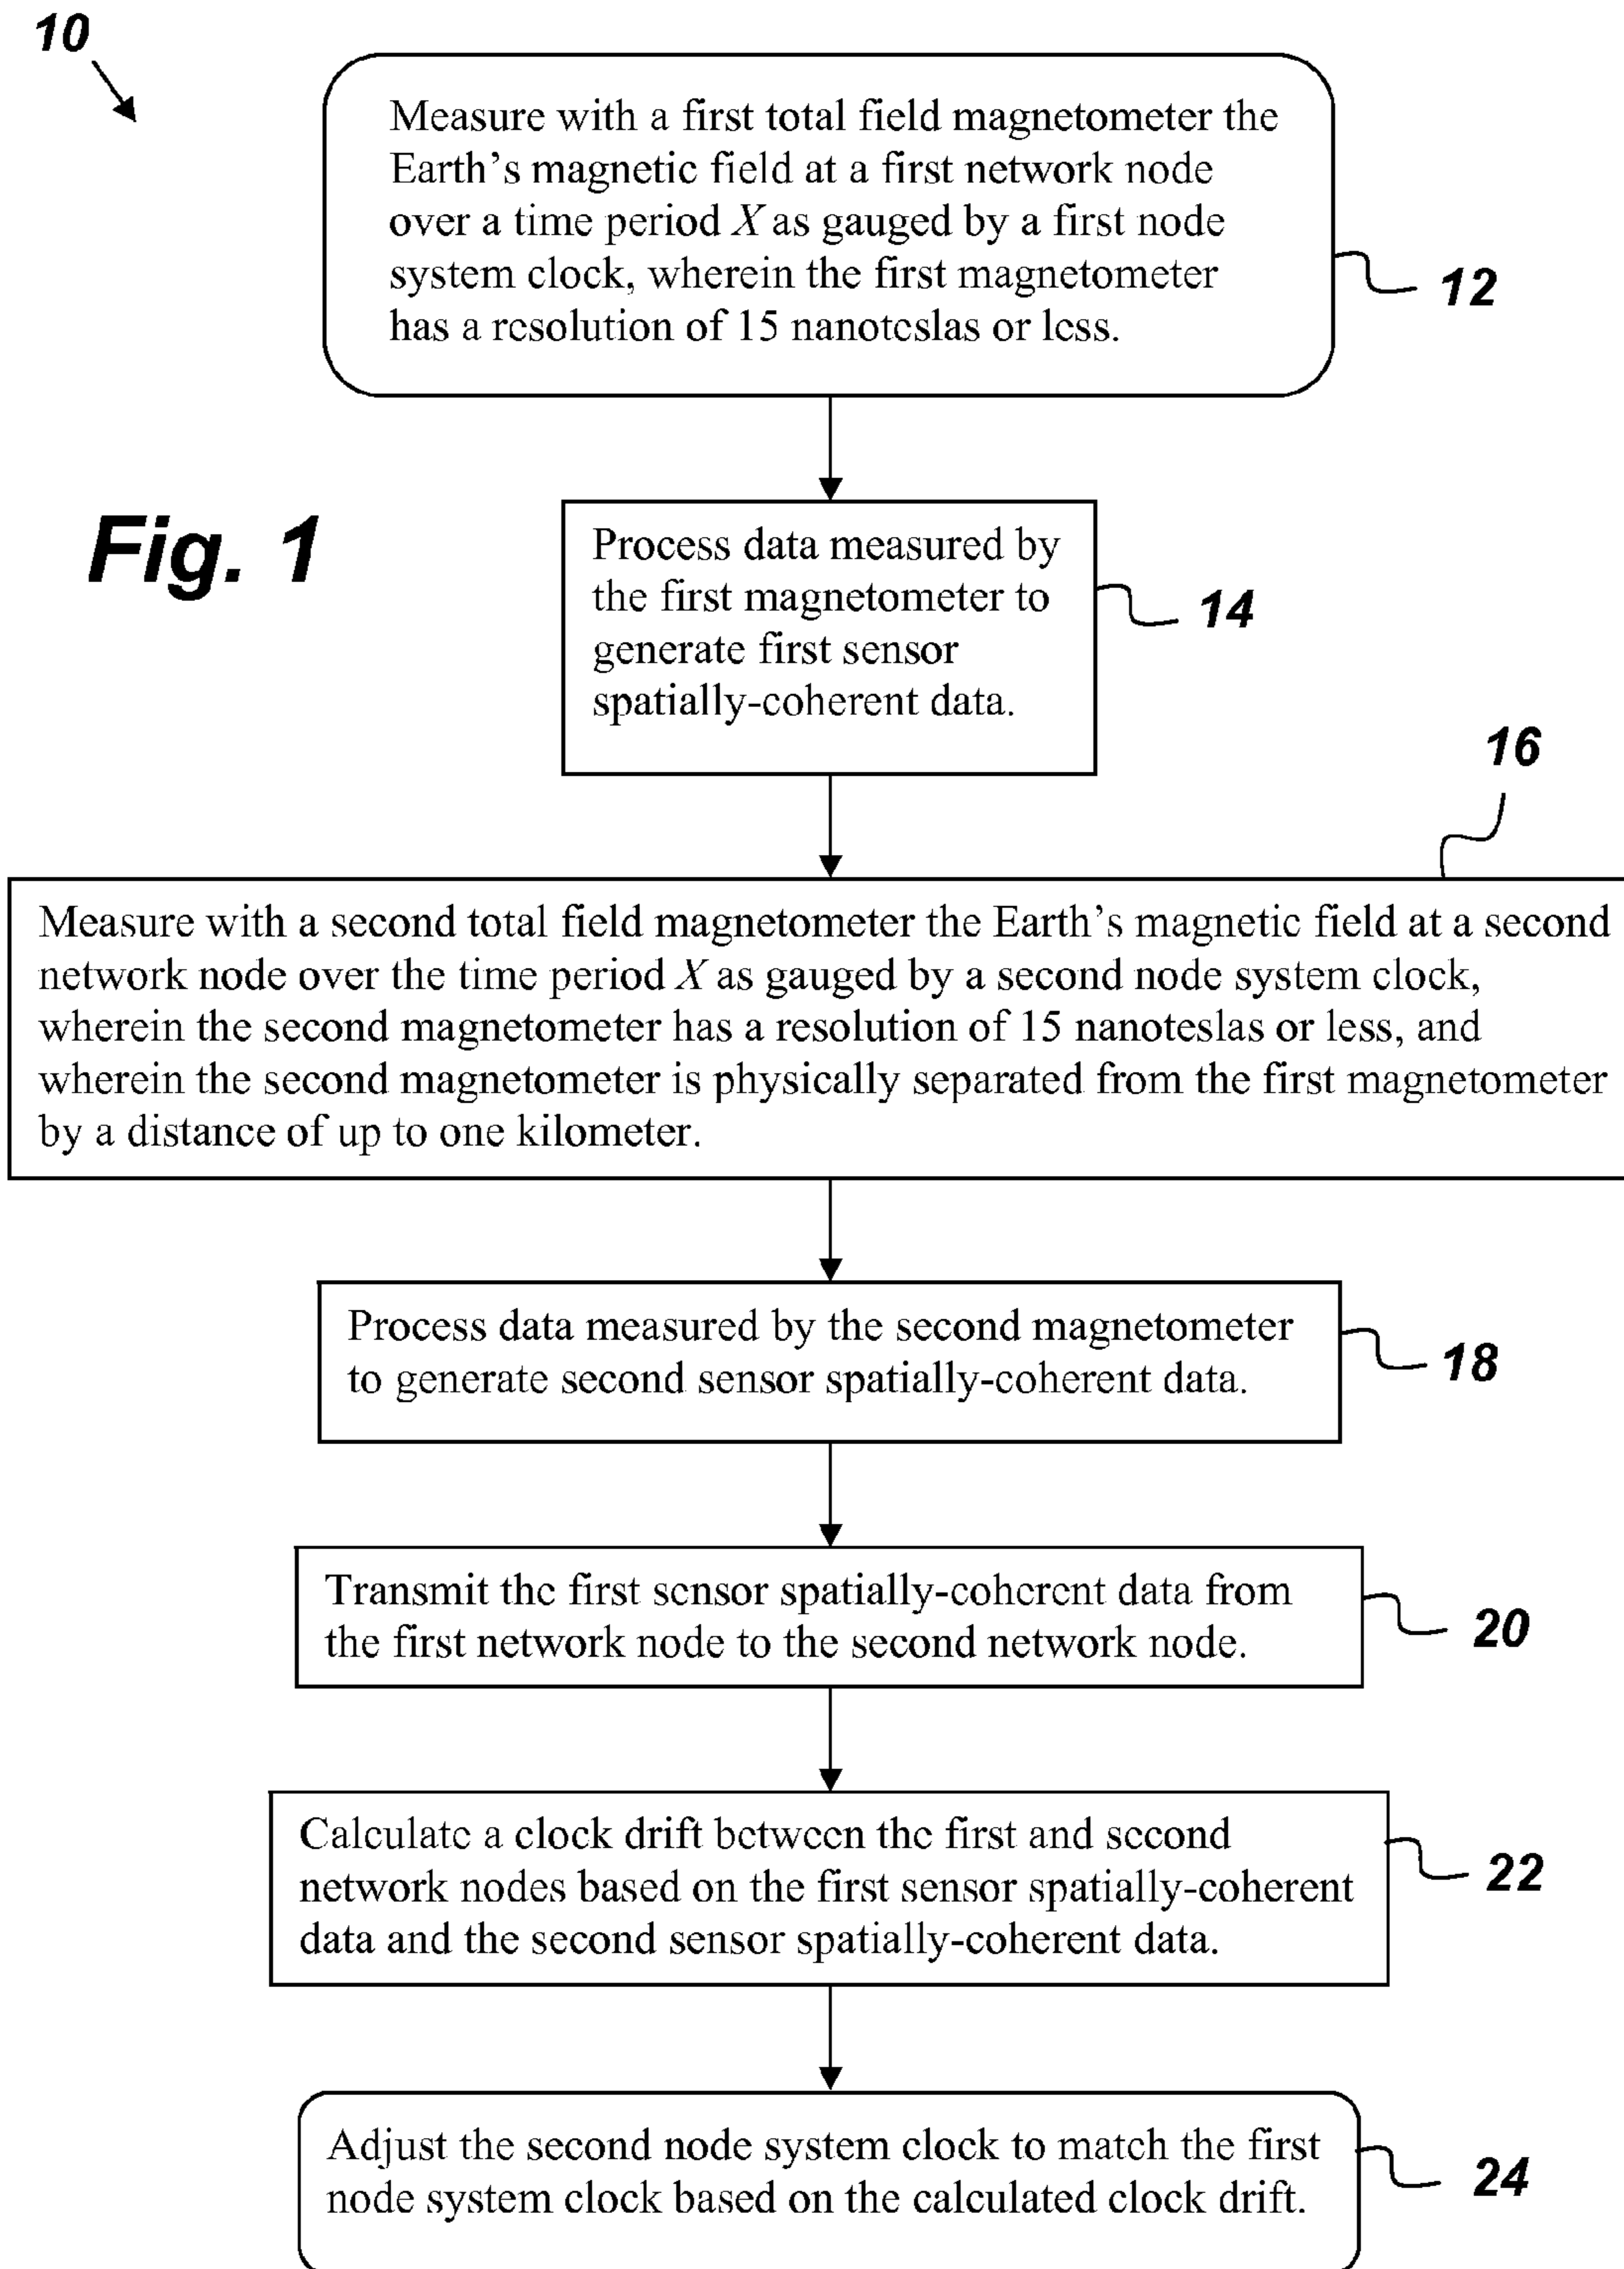 10
Measure with a first total field magnetometer the
Earth’s magnetic field at a first network node
over a time period X as gauged by a first node
system clock, wherein the first magnetometer
has a resolution of 15 nanoteslas or less.
12
Fig. 1
Process data measured by
the first magnetometer to
generate first sensor
spatially-coherent data.
14
16
Measure with a second total field magnetometer the Earth’s magnetic field at a second
network node over the time period X as gauged by a second node system clock,
wherein the second magnetometer has a resolution of 15 nanoteslas or less, and
wherein the second magnetometer is physically separated from the first magnetometer
by a distance of up to one kilometer.
Process data measured by the second magnetometer
to generate second sensor spatially-coherent data.
18
Transmit the first sensor spatially-coherent data from
the first network node to the second network node.
20
Calculate a clock drift between the first and second
network nodes based on the first sensor spatially-coherent
data and the second sensor spatially-coherent data.
22
Adjust the second node system clock to match the first
node system clock based on the calculated clock drift.
24